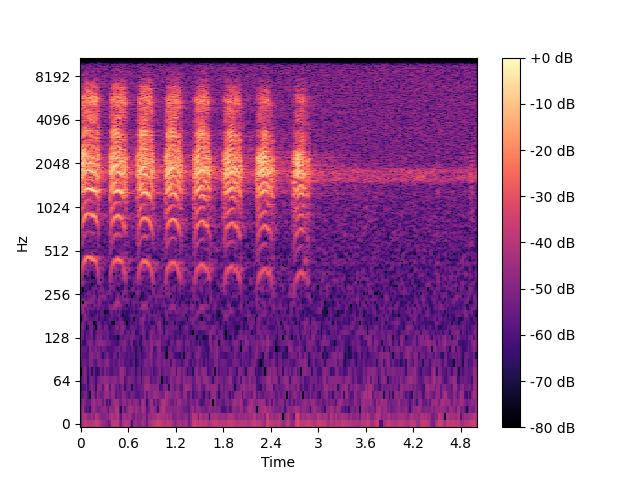 +0 dB
8192
-10 dB
4096
-20 dB
2048
-30 dB
1024
-40 dB
Hz
512
-50 dB
256
-60 dB
128
64
-70 dB
0
-80 dB
0 0.6 1.2 1.8 2.4 3 3.6 4.2 4.8
Time